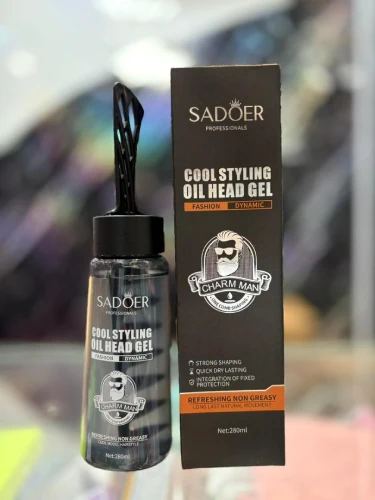 SADOER
PROFESSIONALS
COOL STYLING
OIL HEAD GEL
FASHION DYNAMIC
CHARM MAN
STRONG SHAPING
QUICK DRY LASTING
INTEGRATION OF FIXED
PROTECTION
REFRESHING NON GREASY
LONG LAST NATURAL MOVEMENT
Net:280ml
SADOER
PROFESSIONALS
COOL STYLING
OIL HEAD GEL
FASHION DYNAMIC
CHARM MAN
REFRESHING NON GREASY
Net:280ml